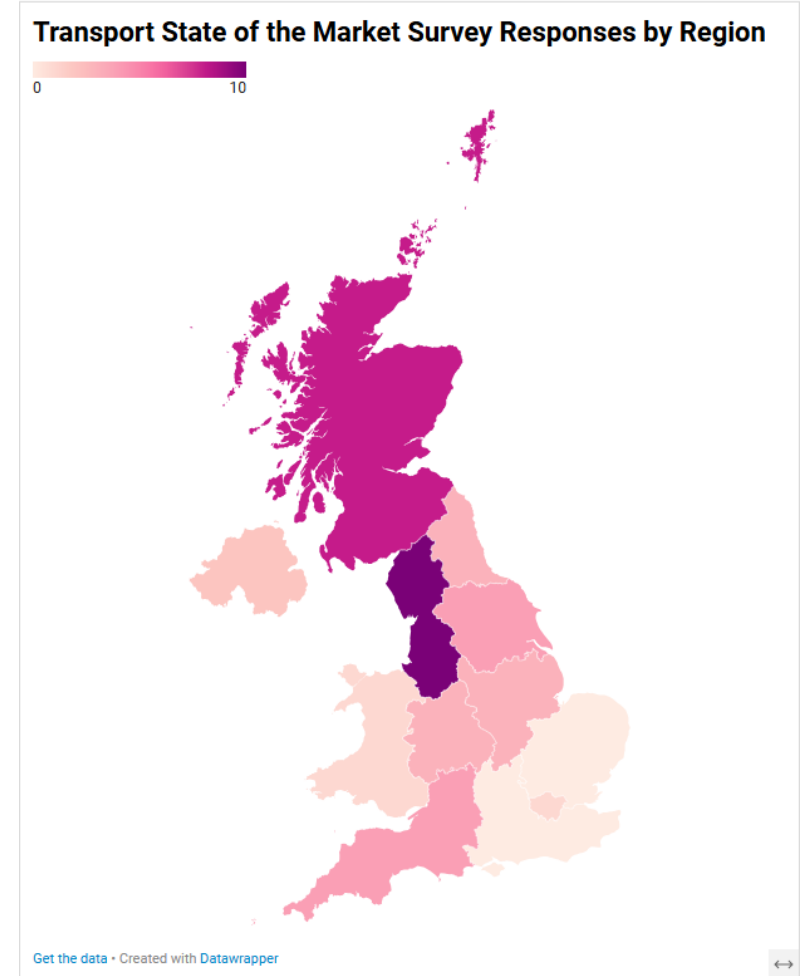 Transport State of the Market Survey Responses by Region
0 10
Get the data • Created with Datawrapper